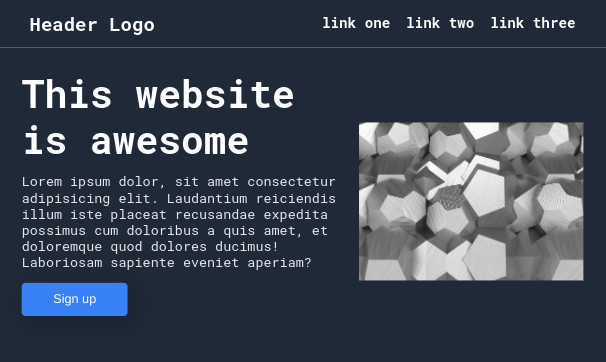 Header Logo
link one link two link three
This website
is awesome
Lorem ipsum dolor, sit amet consectetur
adipisicing elit. Laudantium reiciendis
illum iste placeat recusandae expedita
possimus cum doloribus a quis amet, et
doloremque quod dolores ducimus!
Laboriosam sapiente eveniet aperiam?
Sign up